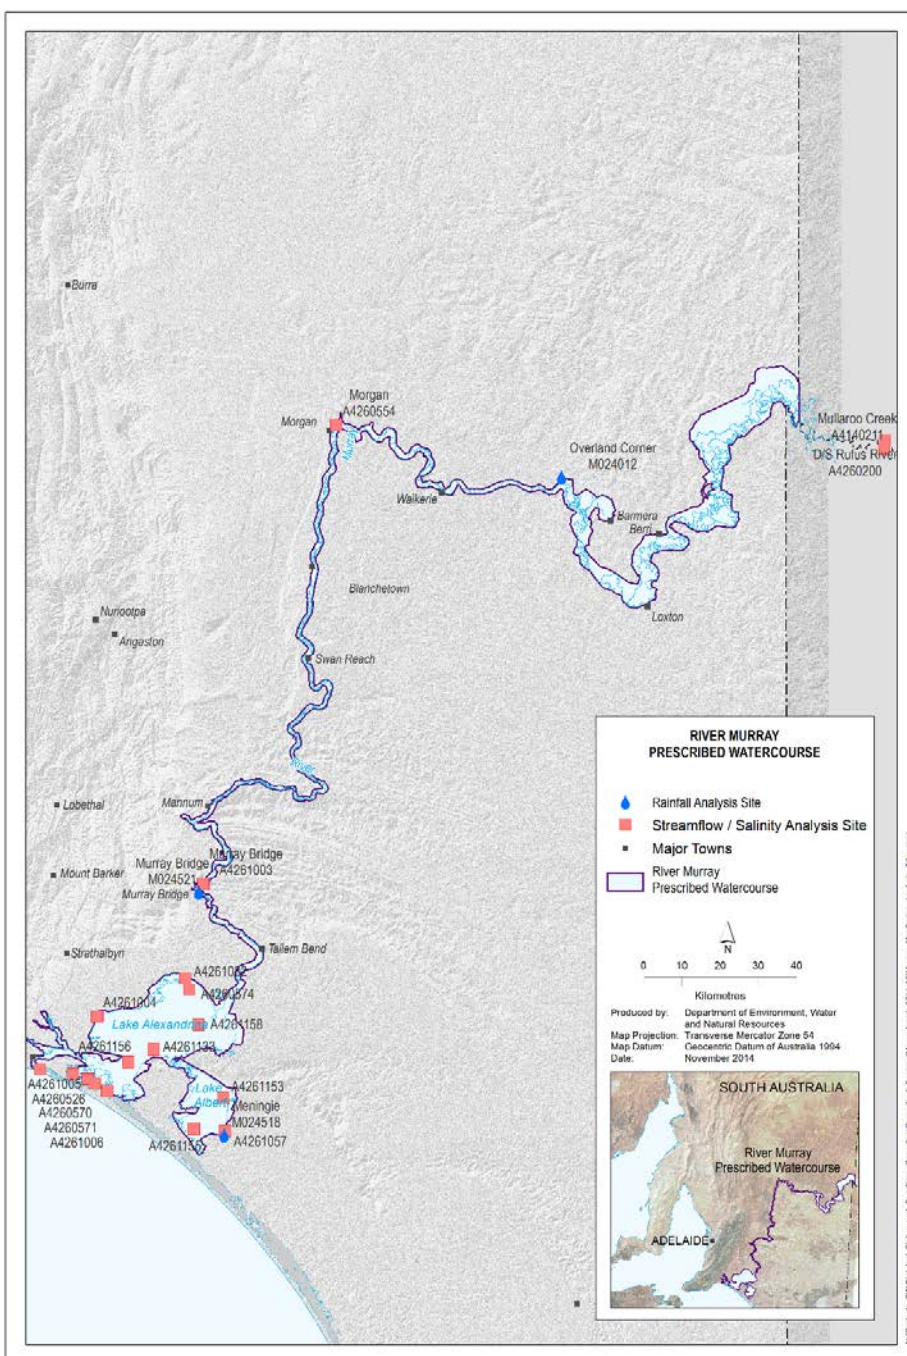 Burra
Morgan
A4260554
Morgan
Murray
Mullaroo Creek
A4140211
D/S Rufus River
A4260200
Overland Corner
M024012
Waikerie
Barmera
Berri
Blanchetown
Loxton
Nuriootpa
Angaston
Swan Reach
River
Lobethal
Mannum
Murray Bridge
A4261003
Murray Bridge
M024521
Murray Bridge
Mount Barker
Strathalbyn
Tailem Bend
A4260574
A4261004
Lake Alexandrina
A4261158
A4261156
A4261133
A4261005
A4260526
A4260570
A4260571
A4261006
A4261153
Lake
Albert
Meningie
M024518
A4261057
A4261155
RIVER MURRAY
PRESCRIBED WATERCOURSE
Rainfall Analysis Site
Streamflow / Salinity Analysis Site
Major Towns
River Murray
Prescribed Watercourse
N
0 10 20 30 40
Kilometres
Produced by: Department of Environment, Water
and Natural Resources
Map Projection: Transverse Mercator Zone 54
Map Datum: Geocentric Datum of Australia 1994
Date: November 2014
SOUTH AUSTRALIA
River Murray
Prescribed Watercourse
ADELAIDE